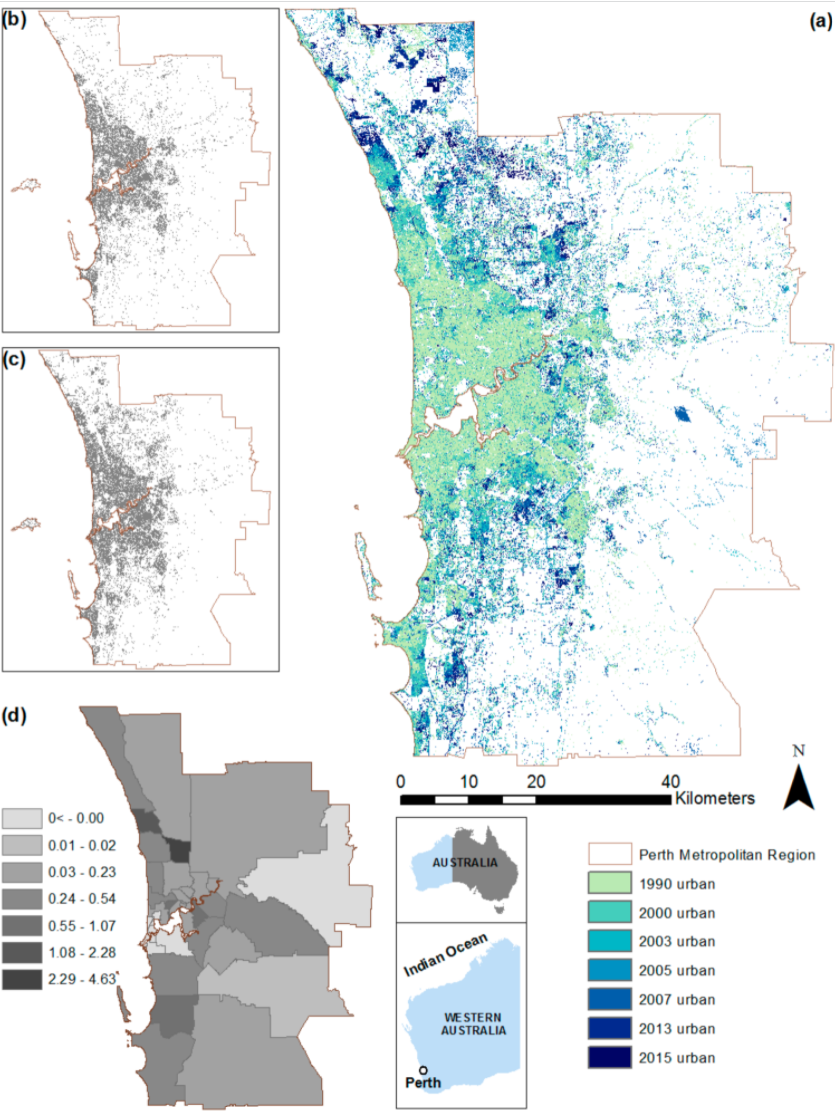 (b)
(a)
(c)
(d)
0< - 0.00
0.01 - 0.02
0.03 - 0.23
0.24 - 0.54
0.55 - 1.07
1.08 - 2.28
2.29 - 4.63
N
0 10 20 40
Kilometers
AUSTRALIA
Indian Ocean
WESTERN
AUSTRALIA
Perth
Perth Metropolitan Region
1990 urban
2000 urban
2003 urban
2005 urban
2007 urban
2013 urban
2015 urban